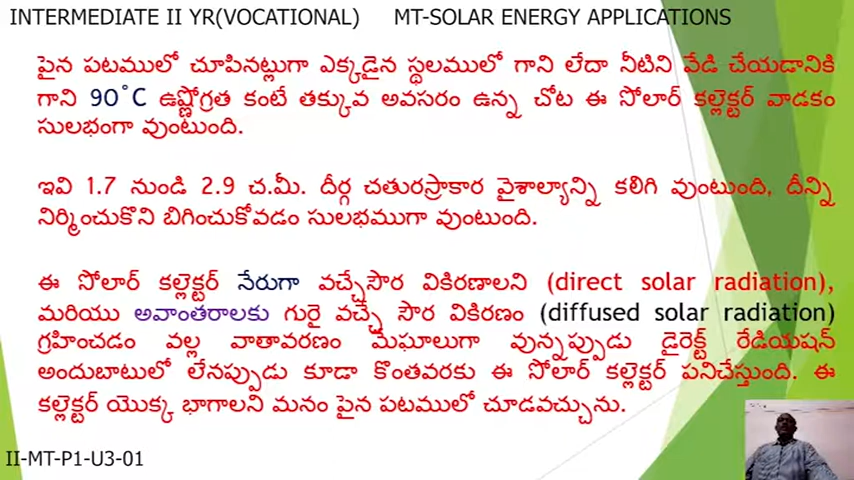 INTERMEDIATE II YR(VOCATIONAL) MT-SOLAR ENERGY APPLICATIONS
పైన పటములో చూపినట్లుగా ఎక్కడైన స్థలములో గాని లేదా నీటిని వేడి చేయడానికి
గాని 90°C ఉష్ణోగ్రత కంటే తక్కువ అవసరం ఉన్న చోట ఈ సోలార్ కల్లెక్టర్ వాడకం
సులభంగా వుంటుంది.
ఇవి 1.7 నుండి 2.9 చ.మీ. దీర్గ చతురస్రాకార వైశాల్యాన్ని కలిగి వుంటుంది, దీన్ని
నిర్మించుకొని బిగించుకోవడం సులభముగా వుంటుంది.
ఈ సోలార్ కల్లెక్టర్ నేరుగా వచ్చేసౌర వికిరణాలని (direct solar radiation),
మరియు అవాంతరాలకు గురై వచ్చే సౌర వికిరణం (diffused solar radiation)
గ్రహించడం వల్ల వాతావరణం మేఘాలుగా వున్నప్పుడు డైరెక్ట్ రేడియషన్
అందుబాటులో లేనప్పుడు కూడా కొంతవరకు ఈ సోలార్ కల్లెక్టర్ పనిచేస్తుంది. ఈ
కల్లెక్టర్ యొక్క భాగాలని మనం పైన పటములో చూడవచ్చును.
II-MT-P1-U3-01